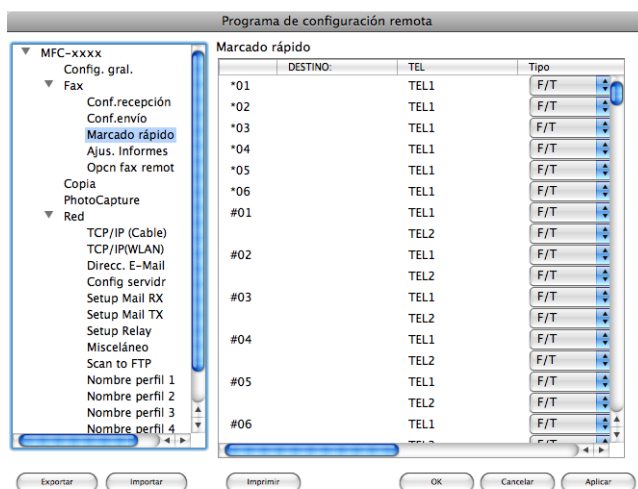 Programa de configuración remota
MFC-xxxx
Config. gral.
Fax
Conf.recepción
Conf.envío
Marcado rápido
Ajus. Informes
Opcn fax remot
Copia
PhotoCapture
Red
TCP/IP (Cable)
TCP/IP(WLAN)
Direcc. E-Mail
Config servidr
Setup Mail RX
Setup Mail TX
Setup Relay
Misceláneo
Scan to FTP
Nombre perfil 1
Nombre perfil 2
Nombre perfil 3
Nombre perfil 4
Marcado rápido
DESTINO: TEL Tipo
*01 TEL1 F/T
*02 TEL1 F/T
*03 TEL1 F/T
*04 TEL1 F/T
*05 TEL1 F/T
*06 TEL1 F/T
#01 TEL1 F/T
TEL2 F/T
#02 TEL1 F/T
TEL2 F/T
#03 TEL1 F/T
TEL2 F/T
#04 TEL1 F/T
TEL2 F/T
#05 TEL1 F/T
TEL2 F/T
#06 TEL1 F/T
Exportar Importar Imprimir OK Cancelar Aplicar